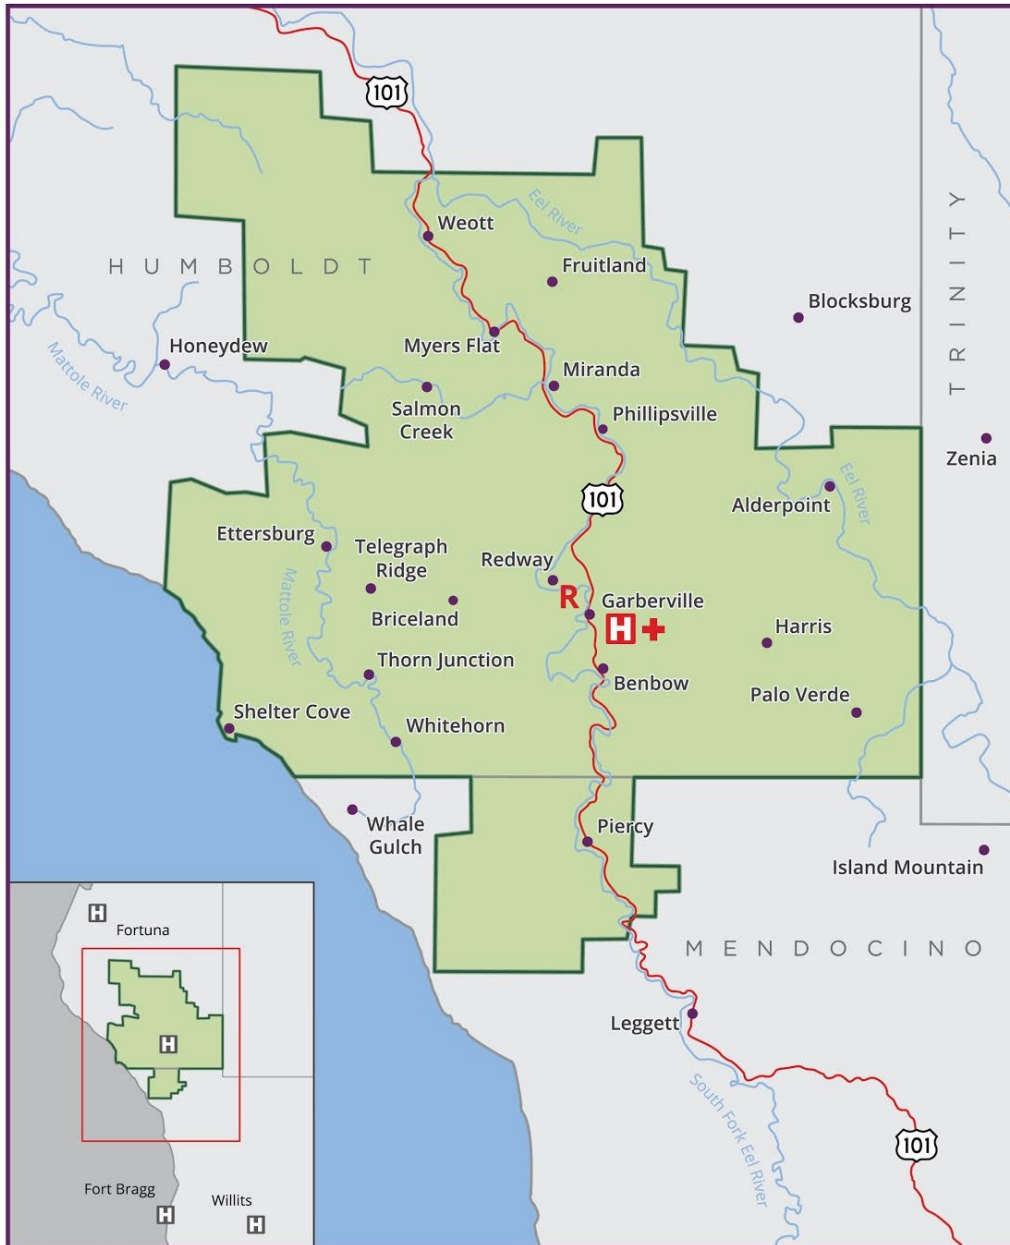 101
Weott
Eel River
Fruitland
HUMBOLDT
TRINITY
Blocksburg
Honeydew
Myers Flat
Mattole River
Miranda
Salmon
Creek
Phillipsville
Zenia
101
Alderpoint
Eel River
Ettersburg
Telegraph
Ridge
Redway
R
Garberville
H
Briceland
Mattole River
Harris
Thorn Junction
Benbow
Palo Verde
Shelter Cove
Whitehorn
Whale
Gulch
Piercy
Island Mountain
MENDOCINO
Leggett
South Fork Eel River
101
H
Fortuna
H
Fort Bragg
H
Willits
H